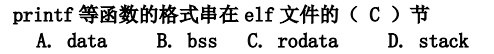 printf 等函数的格式串在 elf 文件的（ C ）节
A. data B. bss C. rodata D. stack